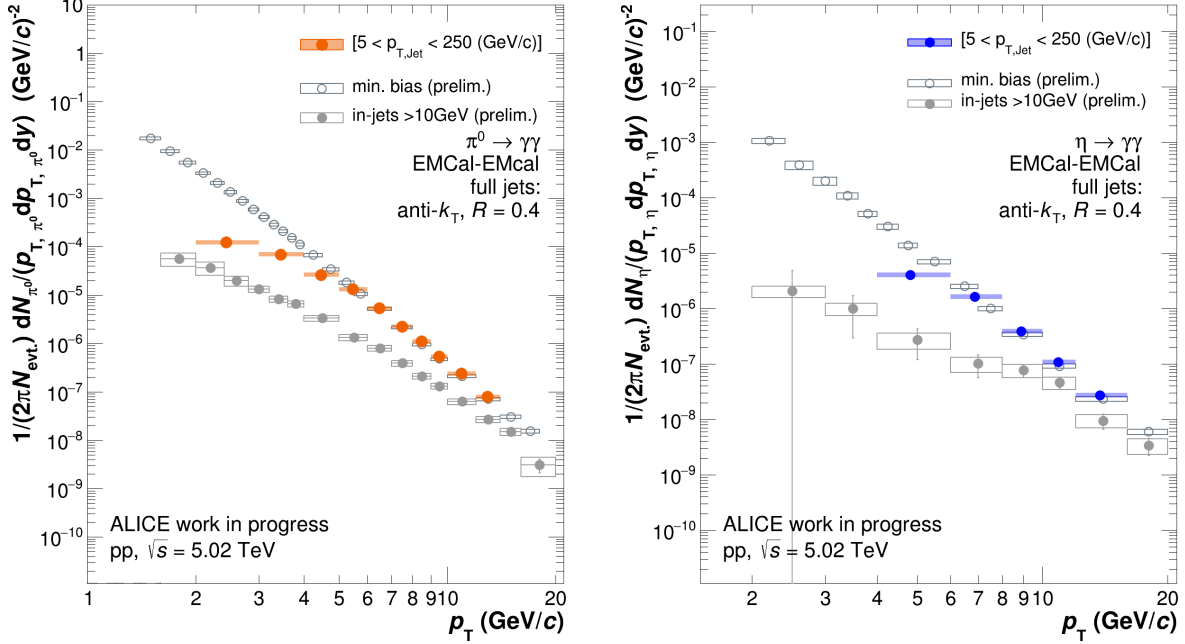 1/(2πN_evt.) dN_π⁰/(p_T, π⁰ dp_T, π⁰ dy) (GeV/c)⁻²
10
1
10⁻¹
10⁻²
10⁻³
10⁻⁴
10⁻⁵
10⁻⁶
10⁻⁷
10⁻⁸
10⁻⁹
10⁻¹⁰
[5 < p_T,Jet < 250 (GeV/c)]
min. bias (prelim.)
in-jets >10GeV (prelim.)
π⁰ → γγ
EMCal-EMcal
full jets:
anti-k_T, R = 0.4
ALICE work in progress
pp, √s = 5.02 TeV
1 2 3 4 5 6 7 8 910 20
p_T (GeV/c)
1/(2πN_evt.) dN_η/(p_T, η dp_T, η dy) (GeV/c)⁻²
10⁻¹
10⁻²
10⁻³
10⁻⁴
10⁻⁵
10⁻⁶
10⁻⁷
10⁻⁸
10⁻⁹
10⁻¹⁰
[5 < p_T,Jet < 250 (GeV/c)]
min. bias (prelim.)
in-jets >10GeV (prelim.)
η → γγ
EMCal-EMCal
full jets:
anti-k_T, R = 0.4
ALICE work in progress
pp, √s = 5.02 TeV
2 3 4 5 6 7 8 910 20
p_T (GeV/c)